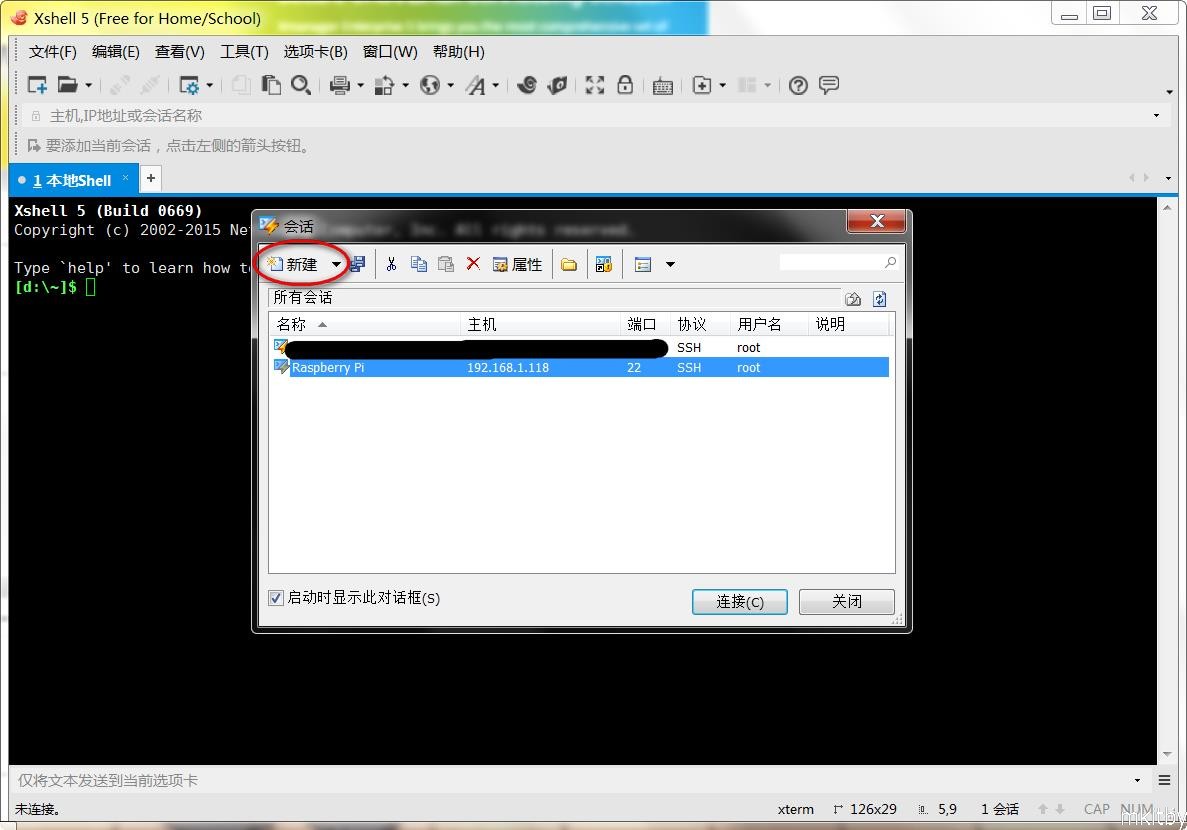 Xshell 5 (Free for Home/School)
文件(F) 编辑(E) 查看(V) 工具(T) 选项卡(B) 窗口(W) 帮助(H)
主机,IP地址或会话名称
要添加当前会话，点击左侧的箭头按钮。
1 本地Shell × +
Xshell 5 (Build 0669)
Copyright (c) 2002-2015 Net Computer, Inc. All rights reserved.
Type `help' to learn how to
[d:\~]$
会话
新建 属性
所有会话
名称 主机 端口 协议 用户名 说明
SSH root
Raspberry Pi 192.168.1.118 22 SSH root
启动时显示此对话框(S)
连接(C) 关闭
仅将文本发送到当前选项卡
未连接。 xterm 126x29 5,9 1 会话 CAP NUM
mkitby